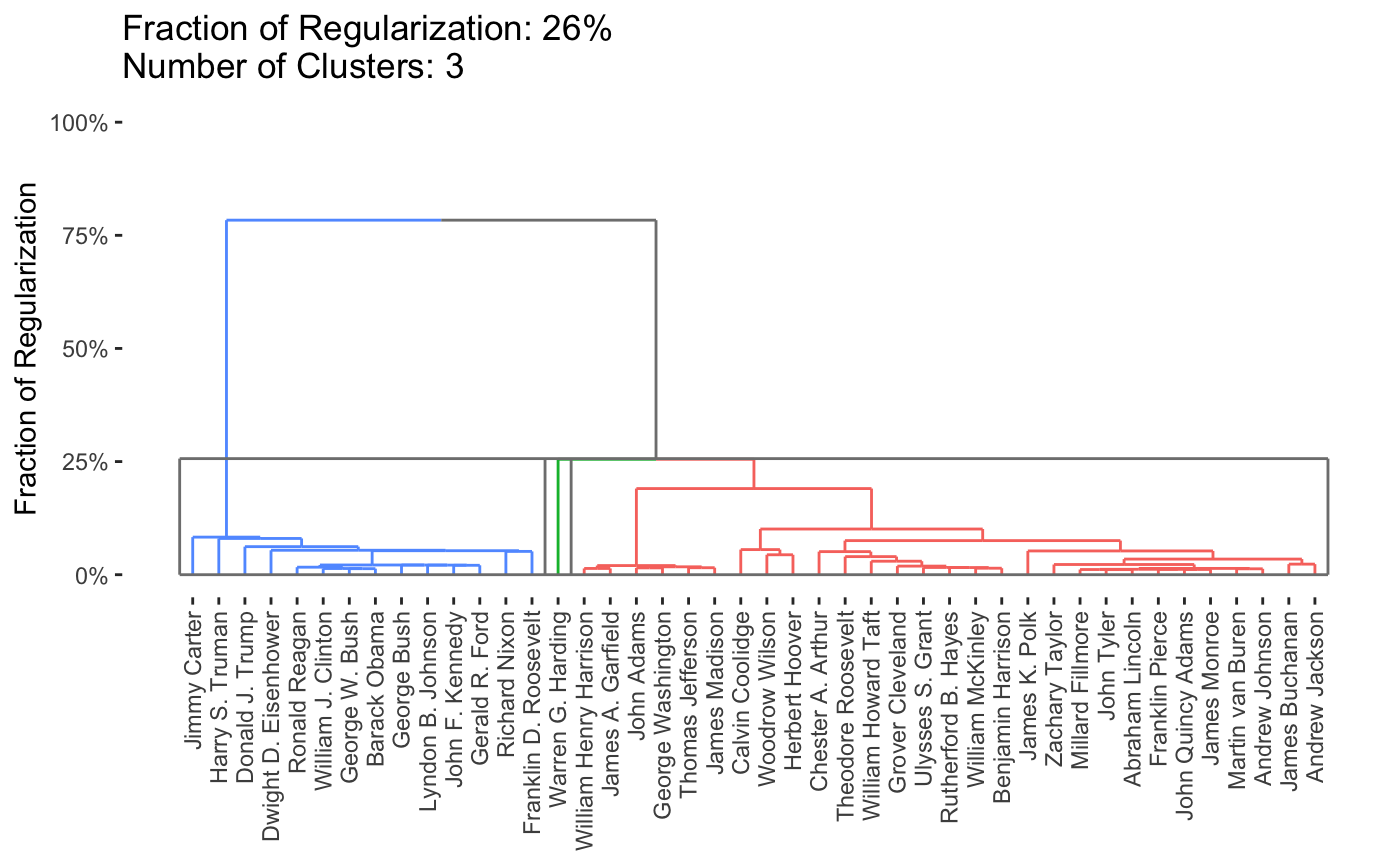 Fraction of Regularization: 26%
Number of Clusters: 3
100%
75%
50%
25%
0%
Fraction of Regularization
Jimmy Carter
Harry S. Truman
Donald J. Trump
Dwight D. Eisenhower
Ronald Reagan
William J. Clinton
George W. Bush
Barack Obama
George Bush
Lyndon B. Johnson
John F. Kennedy
Gerald R. Ford
Richard Nixon
Franklin D. Roosevelt
Warren G. Harding
William Henry Harrison
James A. Garfield
John Adams
George Washington
Thomas Jefferson
James Madison
Calvin Coolidge
Woodrow Wilson
Herbert Hoover
Chester A. Arthur
Theodore Roosevelt
William Howard Taft
Grover Cleveland
Ulysses S. Grant
Rutherford B. Hayes
William McKinley
Benjamin Harrison
James K. Polk
Zachary Taylor
Millard Fillmore
John Tyler
Abraham Lincoln
Franklin Pierce
John Quincy Adams
James Monroe
Martin van Buren
Andrew Johnson
James Buchanan
Andrew Jackson